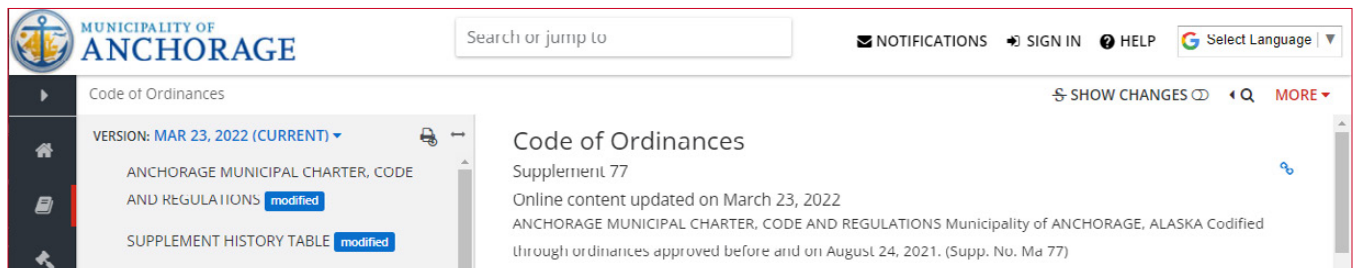 MUNICIPALITY OF
ANCHORAGE
Search or jump to
NOTIFICATIONS SIGN IN HELP Select Language
Code of Ordinances
SHOW CHANGES MORE
VERSION: MAR 23, 2022 (CURRENT)
ANCHORAGE MUNICIPAL CHARTER, CODE
AND REGULATIONS modified
SUPPLEMENT HISTORY TABLE modified
Code of Ordinances
Supplement 77
Online content updated on March 23, 2022
ANCHORAGE MUNICIPAL CHARTER, CODE AND REGULATIONS Municipality of ANCHORAGE, ALASKA Codified
through ordinances approved before and on August 24, 2021. (Supp. No. Ma 77)